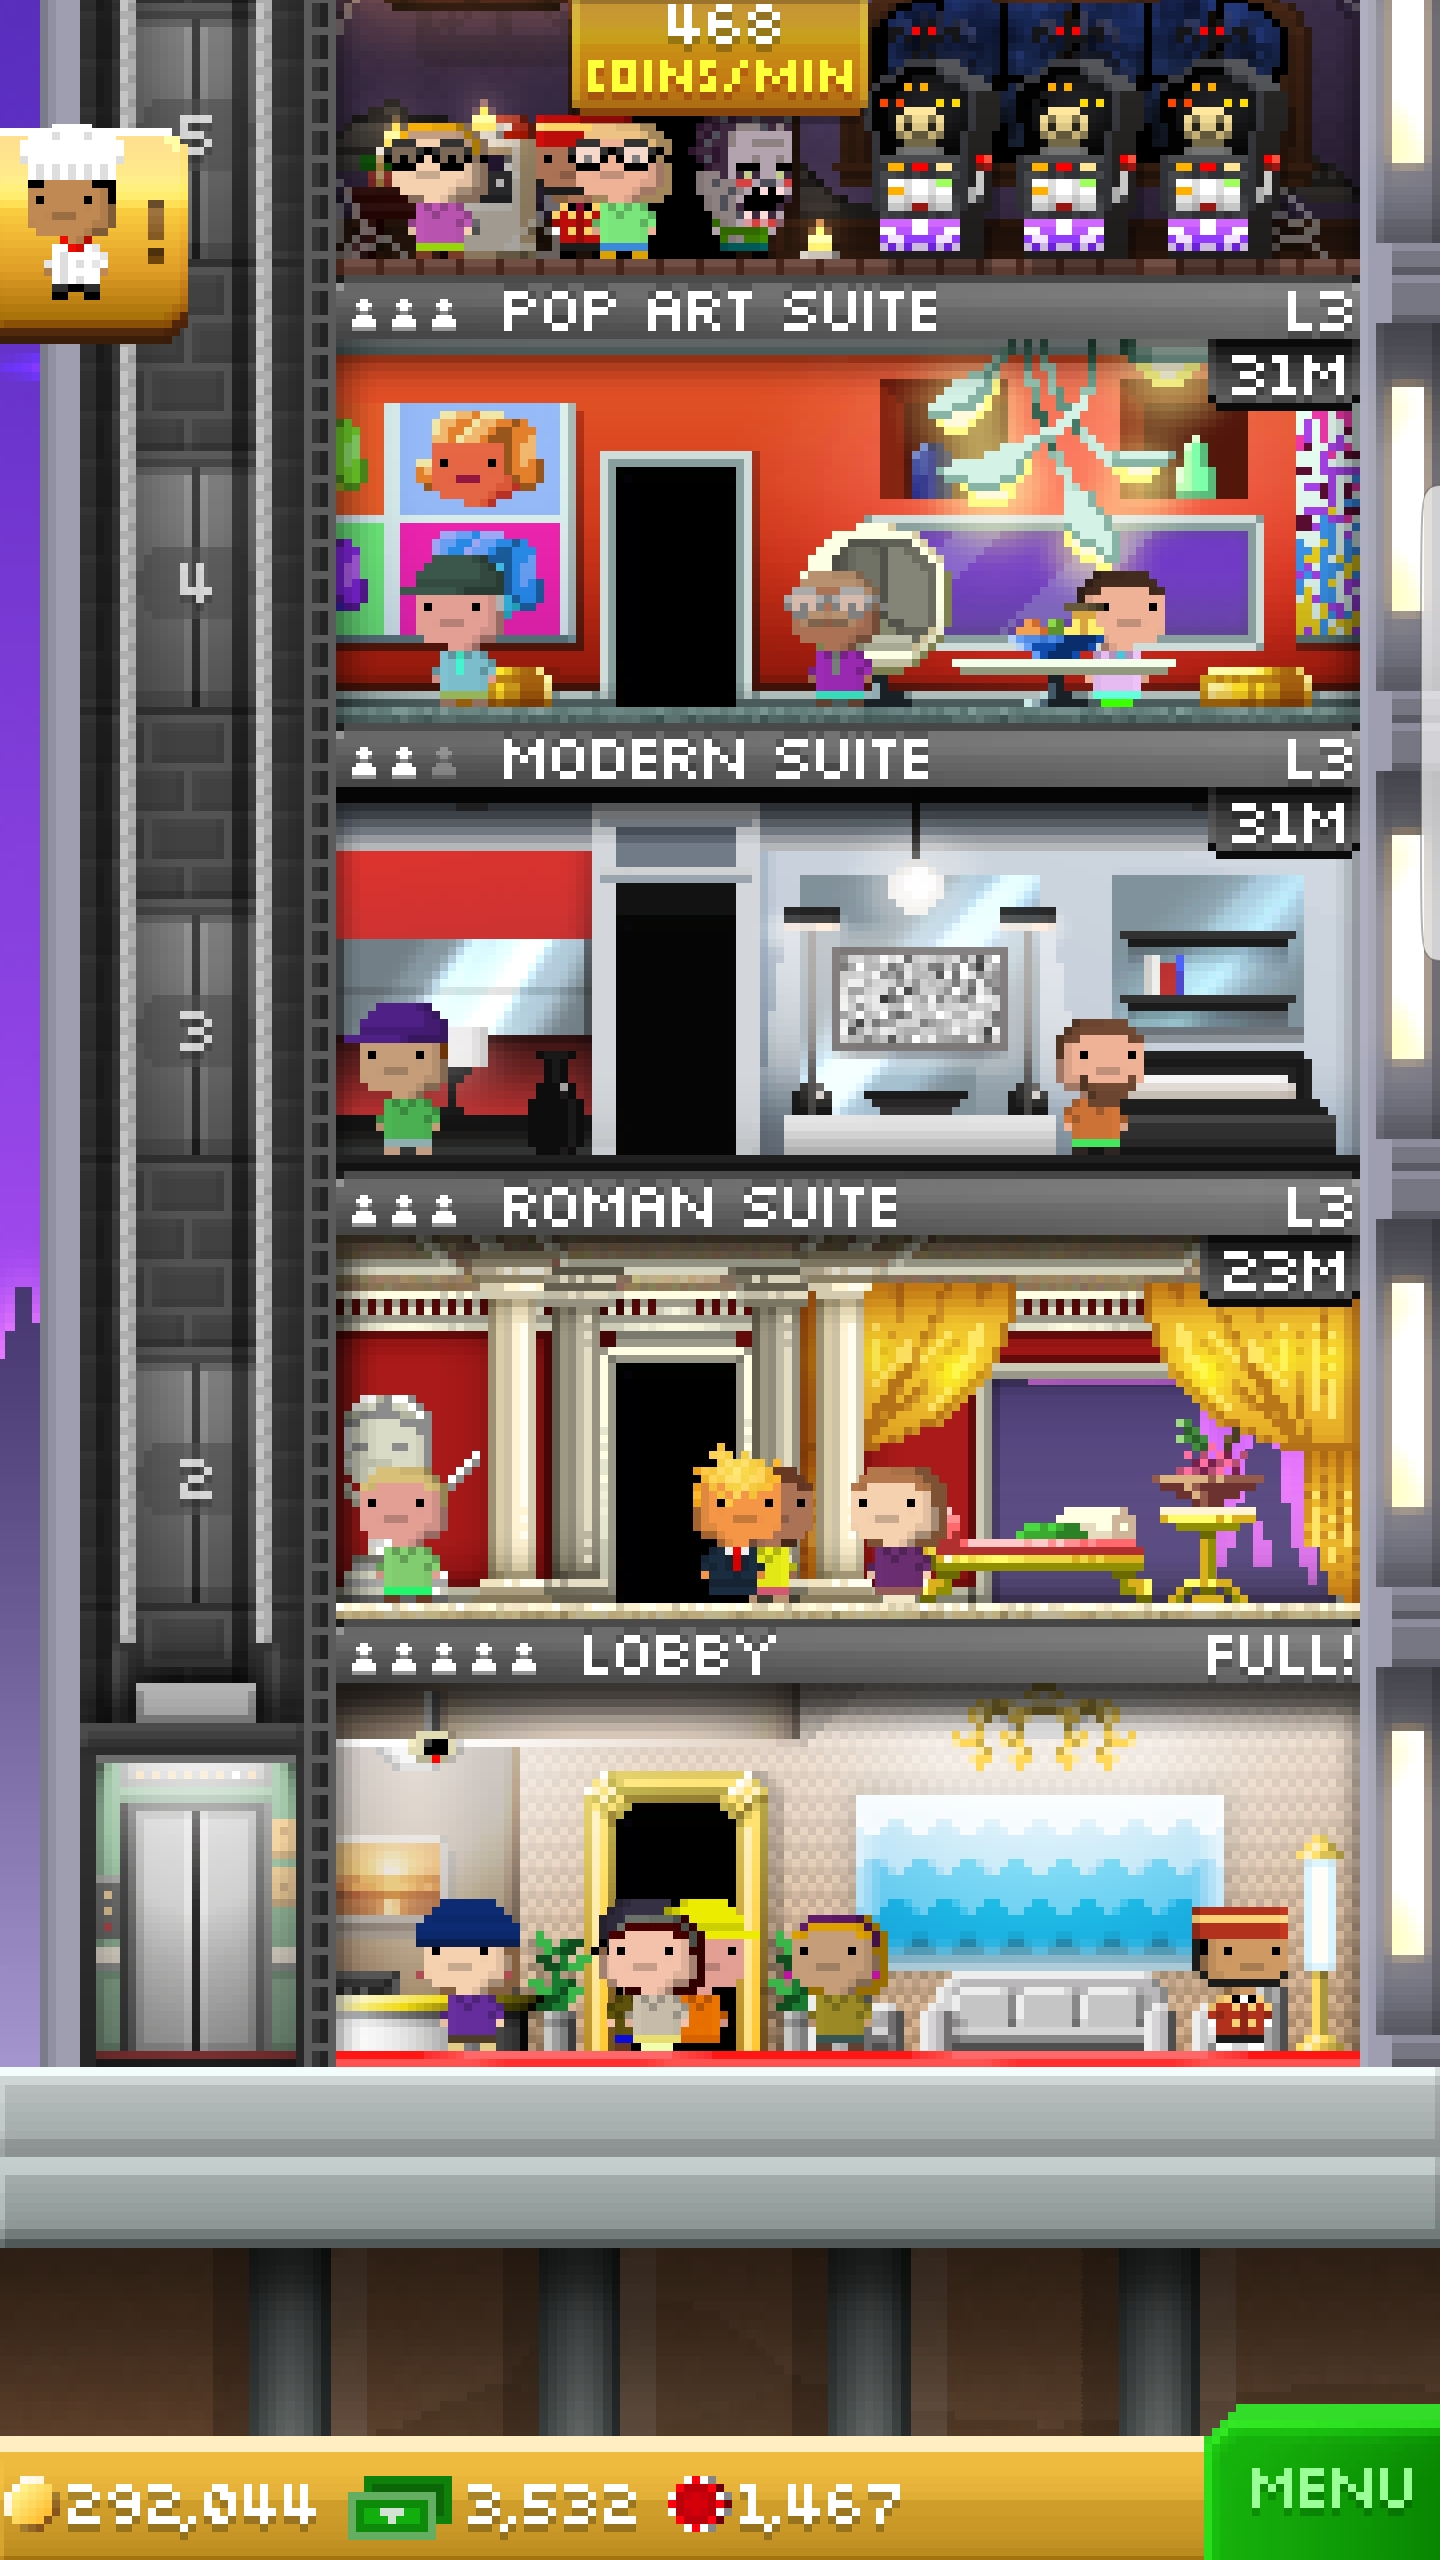 468
COINS/MIN
5
!
POP ART SUITE L3
31M
4
MODERN SUITE L3
31M
3
ROMAN SUITE L3
23M
2
LOBBY FULL!
292,044 3,532 1,467
MENU